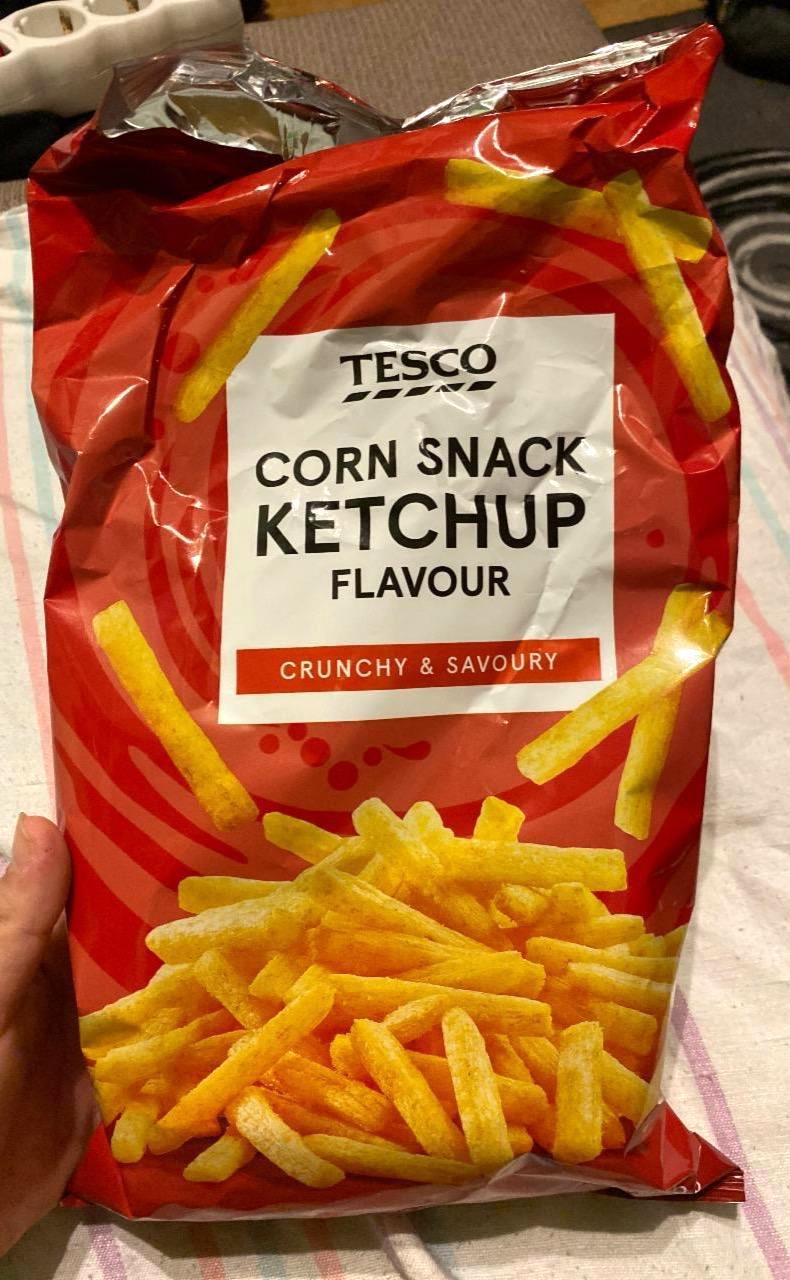 TESCO
CORN SNACK
KETCHUP
FLAVOUR
CRUNCHY & SAVOURY